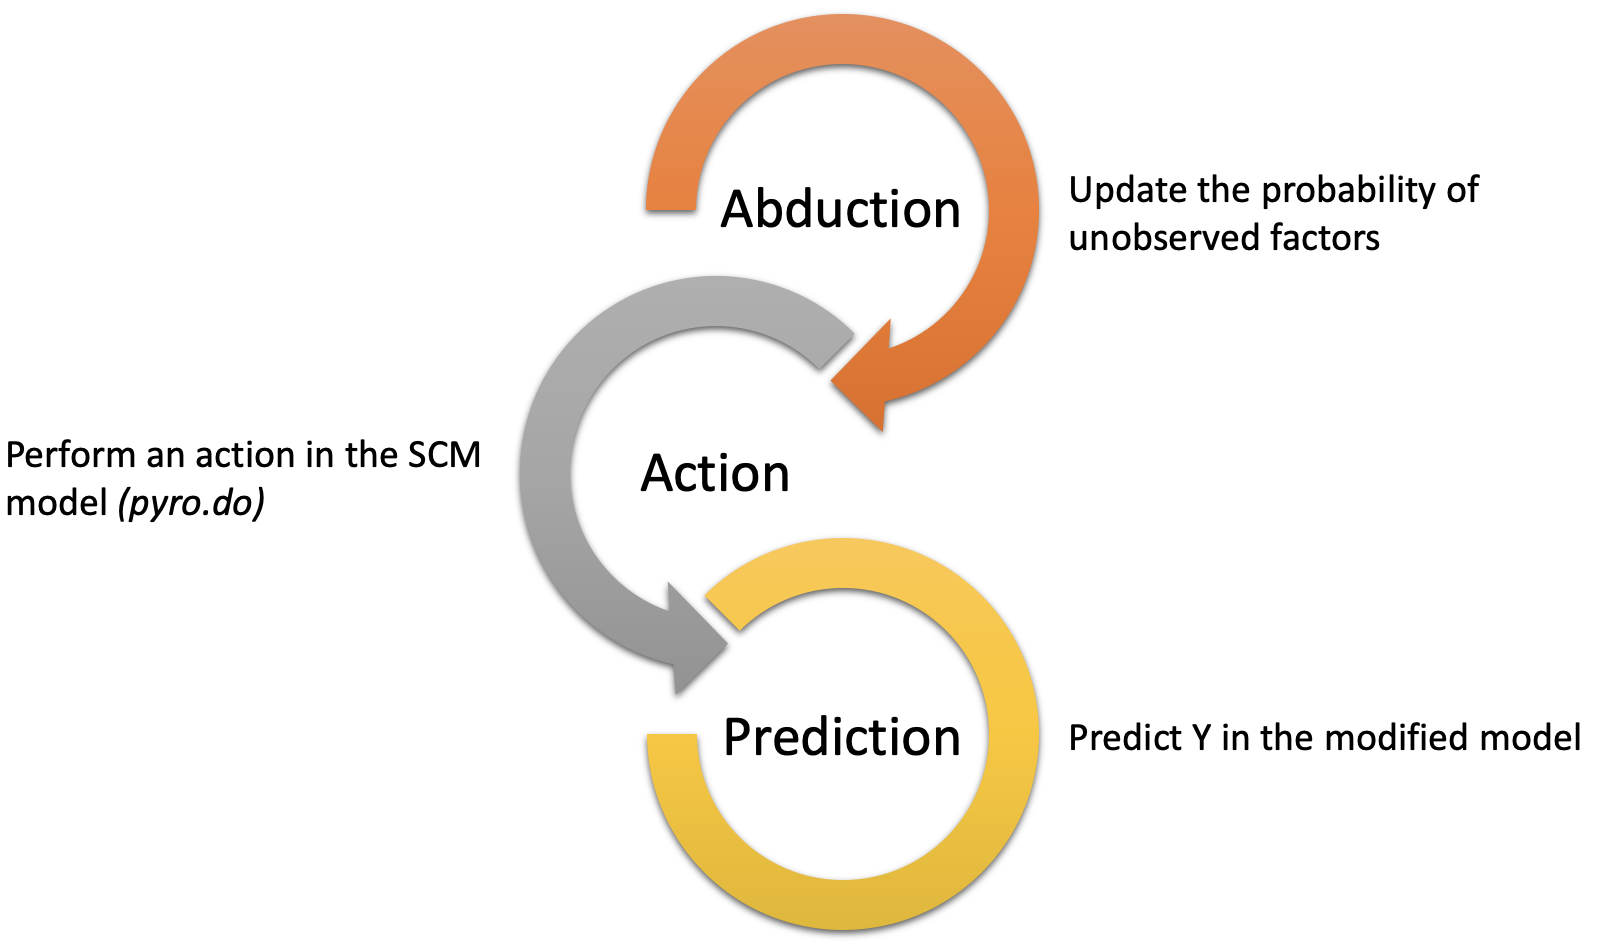 Abduction
Update the probability of
unobserved factors
Perform an action in the SCM
model (pyro.do)
Action
Prediction
Predict Y in the modified model